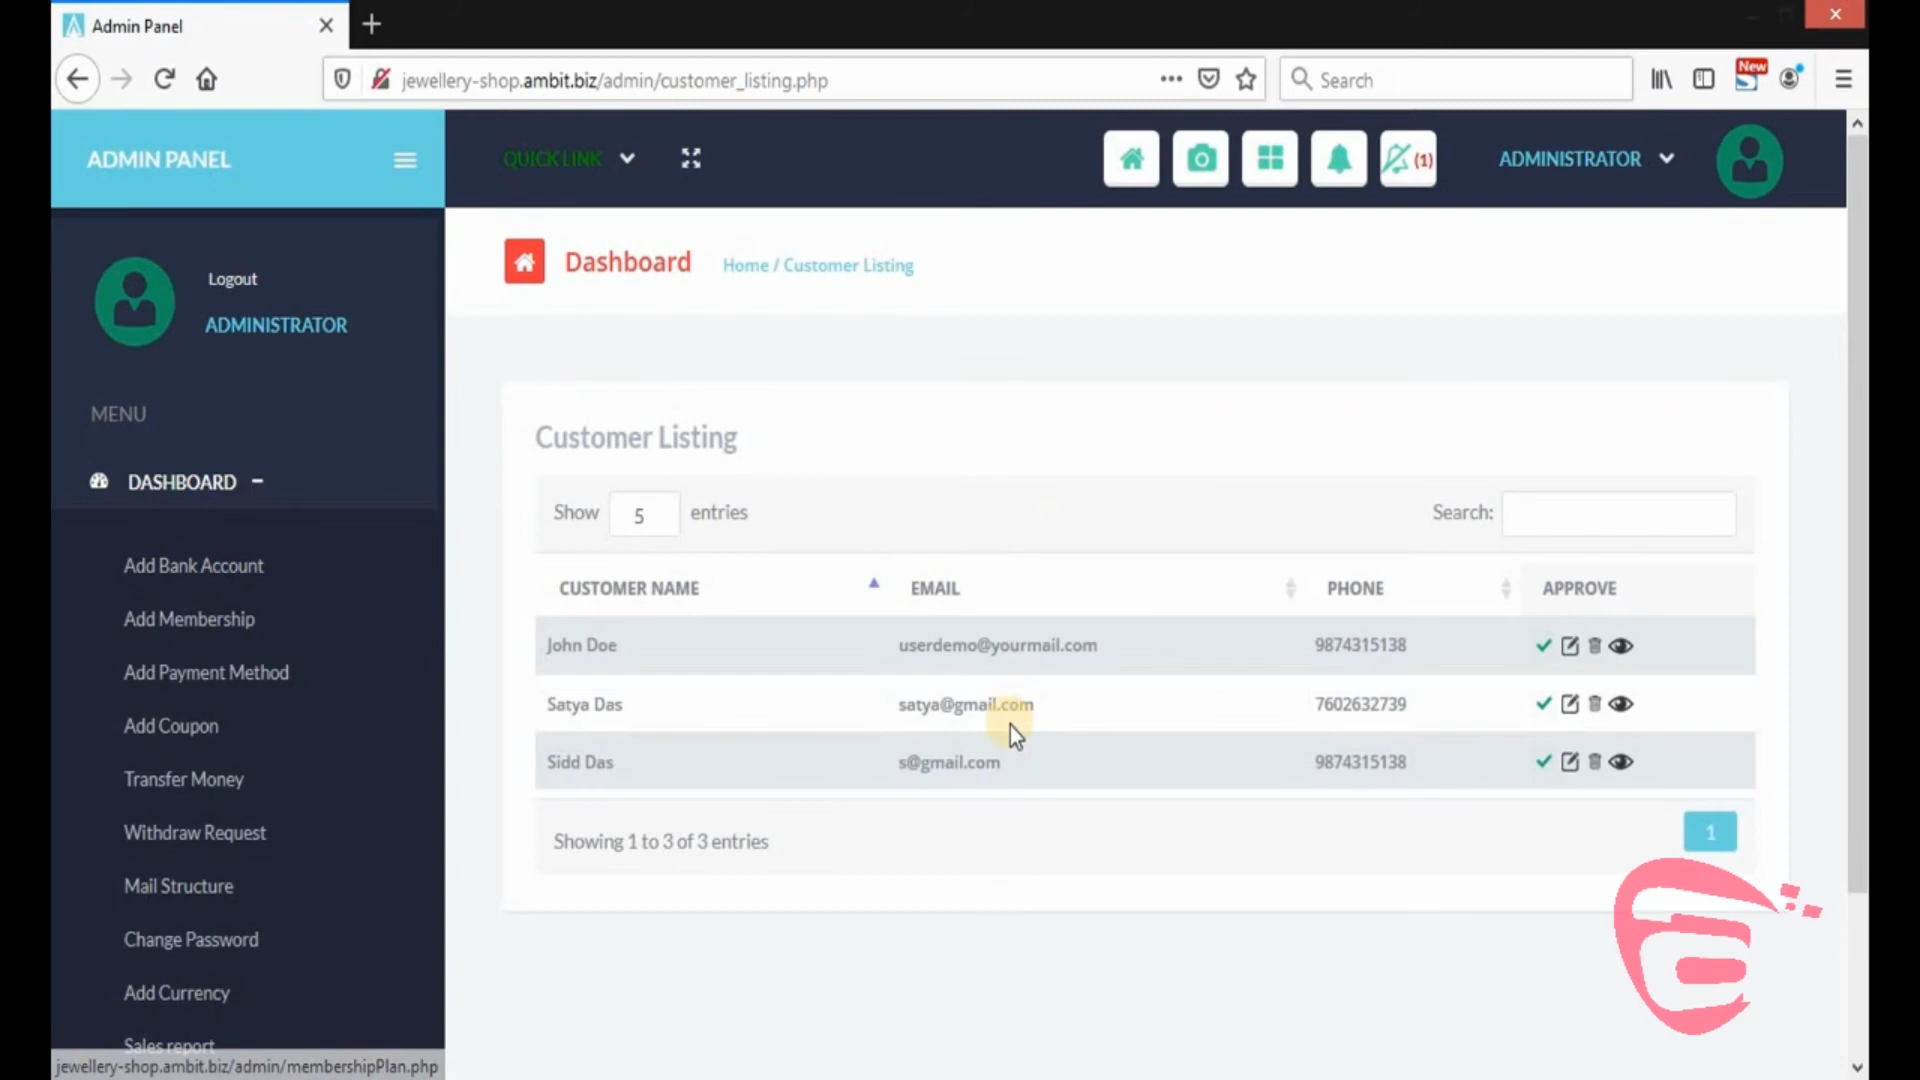 Admin Panel
jewellery-shop.ambit.biz/admin/customer_listing.php
Search
New
ADMIN PANEL
QUICK LINK
(1)
ADMINISTRATOR
Dashboard
Home / Customer Listing
Logout
ADMINISTRATOR
MENU
DASHBOARD
Add Bank Account
Add Membership
Add Payment Method
Add Coupon
Transfer Money
Withdraw Request
Mail Structure
Change Password
Add Currency
Sales report
Customer Listing
Show 5 entries
Search:
CUSTOMER NAME EMAIL PHONE APPROVE
John Doe userdemo@yourmail.com 9874315138
Satya Das satya@gmail.com 7602632739
Sidd Das s@gmail.com 9874315138
Showing 1 to 3 of 3 entries
1
jewellery-shop.ambit.biz/admin/membershipPlan.php